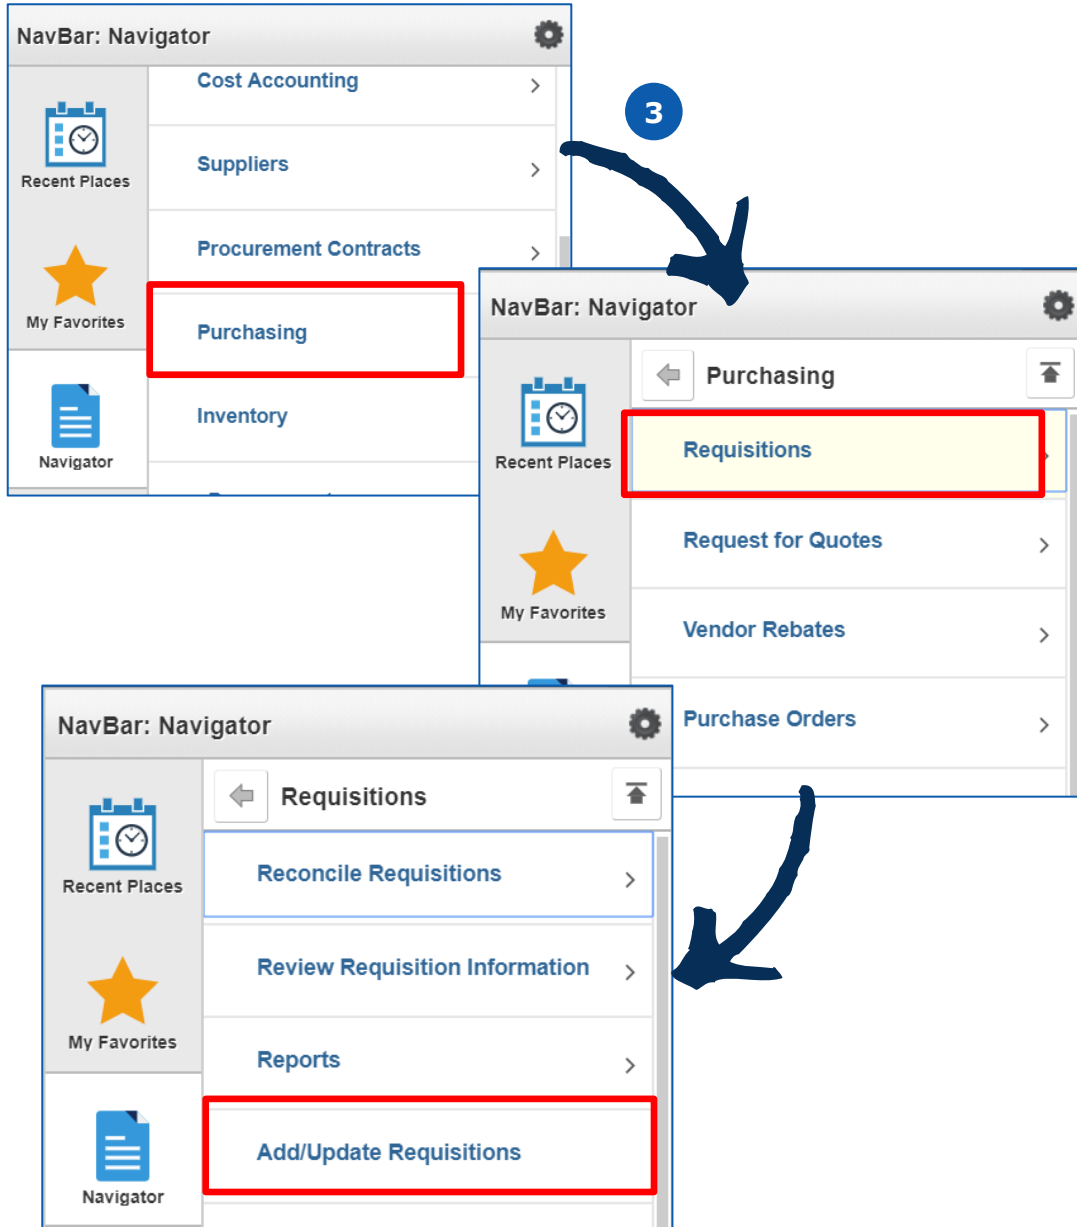 NavBar: Navigator
Cost Accounting
Recent Places
Suppliers
Procurement Contracts
My Favorites
Purchasing
Inventory
Navigator
3
NavBar: Navigator
Purchasing
Recent Places
Requisitions
Request for Quotes
My Favorites
Vendor Rebates
Purchase Orders
NavBar: Navigator
Requisitions
Recent Places
Reconcile Requisitions
Review Requisition Information
My Favorites
Reports
Add/Update Requisitions
Navigator